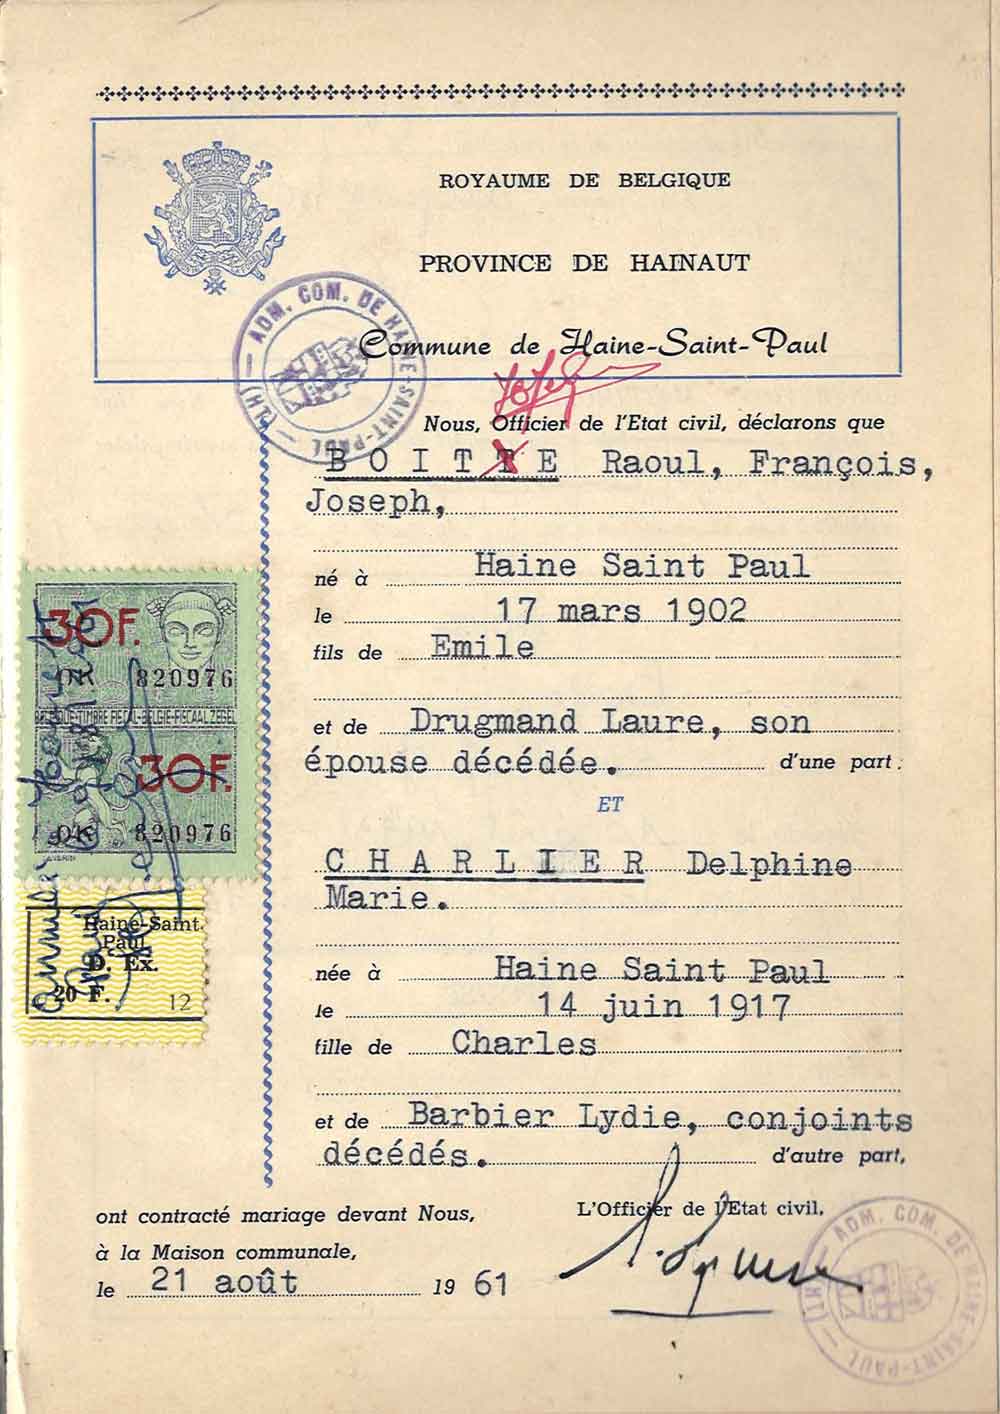 ROYAUME DE BELGIQUE
PROVINCE DE HAINAUT
Commune de Haine-Saint-Paul
ADM. COM. DE HAINE-SAINT-PAUL (HT)
Nous, Officier de l'Etat civil, déclarons que
BOITTE Raoul, François,
Joseph,
né à Haine Saint Paul
le 17 mars 1902
fils de Emile
et de Drugmand Laure, son
épouse décédée. d'une part.
ET
CHARLIER Delphine
Marie.
née à Haine Saint Paul
le 14 juin 1917
fille de Charles
et de Barbier Lydie, conjoints
décédés. d'autre part,
30F.
OK 820976
BELGIQUE-TIMBRE FISCAL-BELGIE-FISCAAL ZEGEL
30F.
OK 820976
Haine-Saint-
Paul
D. Ex.
20 F. 12
ont contracté mariage devant Nous,
à la Maison communale,
le 21 août 1961
L'Officier de l'Etat civil,
ADM. COM. DE HAINE-SAINT-PAUL (HT)